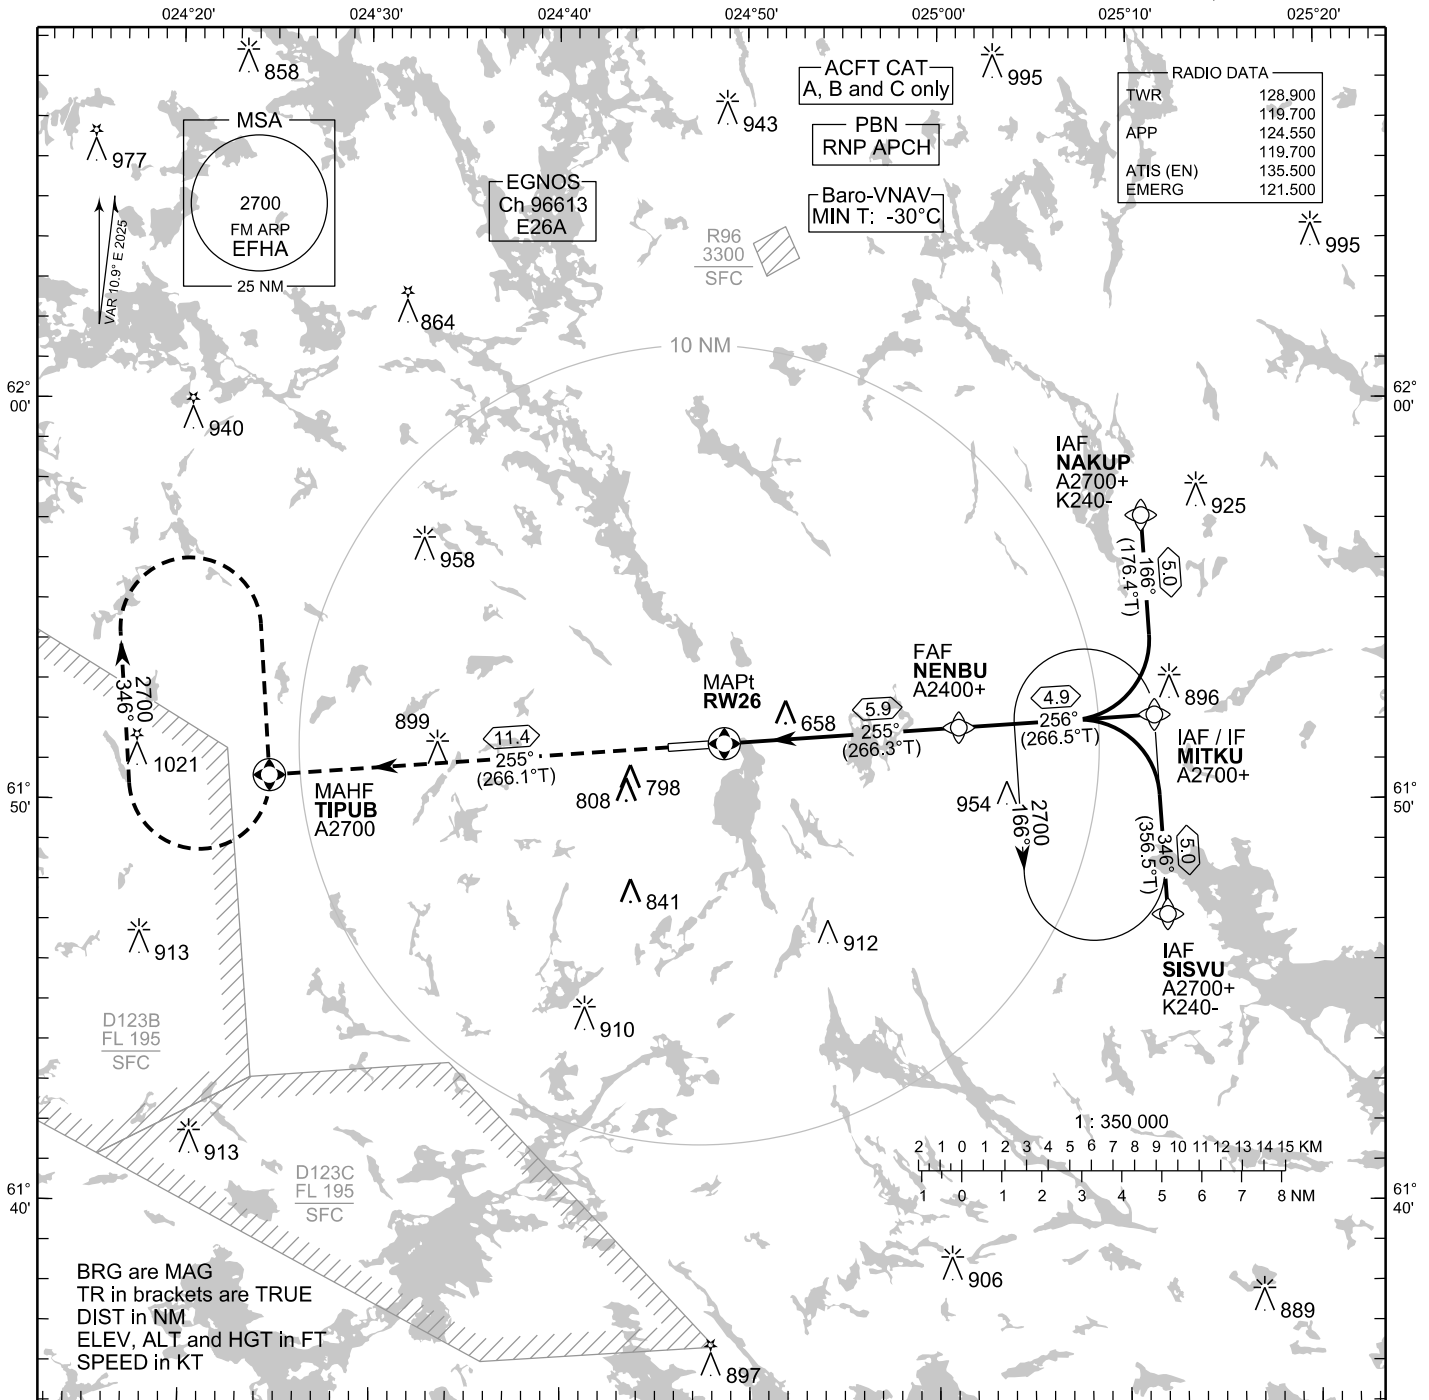 024°20' 024°30' 024°40' 024°50' 025°00' 025°10' 025°20'
858
977
MSA
2700
FM ARP
EFHA
25 NM
VAR 10.9° E 2025
EGNOS
Ch 96613
E26A
943
ACFT CAT
A, B and C only
PBN
RNP APCH
Baro-VNAV
MIN T: -30°C
995
RADIO DATA
TWR 128.900
119.700
APP 124.550
119.700
ATIS (EN) 135.500
EMERG 121.500
995
R96
3300
SFC
864
10 NM
62°
00'
62°
00'
940
IAF
NAKUP
A2700+
K240-
925
958
5.0
166°
(176.4°T)
FAF
NENBU
A2400+
MAPt
RW26
896
2700
346°
1021
899
11.4
255°
(266.1°T)
658
5.9
255°
(266.3°T)
4.9
256°
(266.5°T)
IAF / IF
MITKU
A2700+
MAHF
TIPUB
A2700
798
808
954
2700
166°
5.0
346°
(356.5°T)
61°
50'
61°
50'
841
912
913
IAF
SISVU
A2700+
K240-
910
D123B
FL 195
SFC
913
D123C
FL 195
SFC
1 : 350 000
2 1 0 1 2 3 4 5 6 7 8 9 10 11 12 13 14 15 KM
1 0 1 2 3 4 5 6 7 8 NM
61°
40'
61°
40'
906
889
897
BRG are MAG
TR in brackets are TRUE
DIST in NM
ELEV, ALT and HGT in FT
SPEED in KT